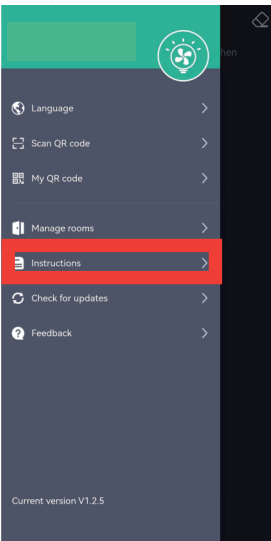 hen
Language
Scan QR code
My QR code
Manage rooms
Instructions
Check for updates
Feedback
Current version V1.2.5